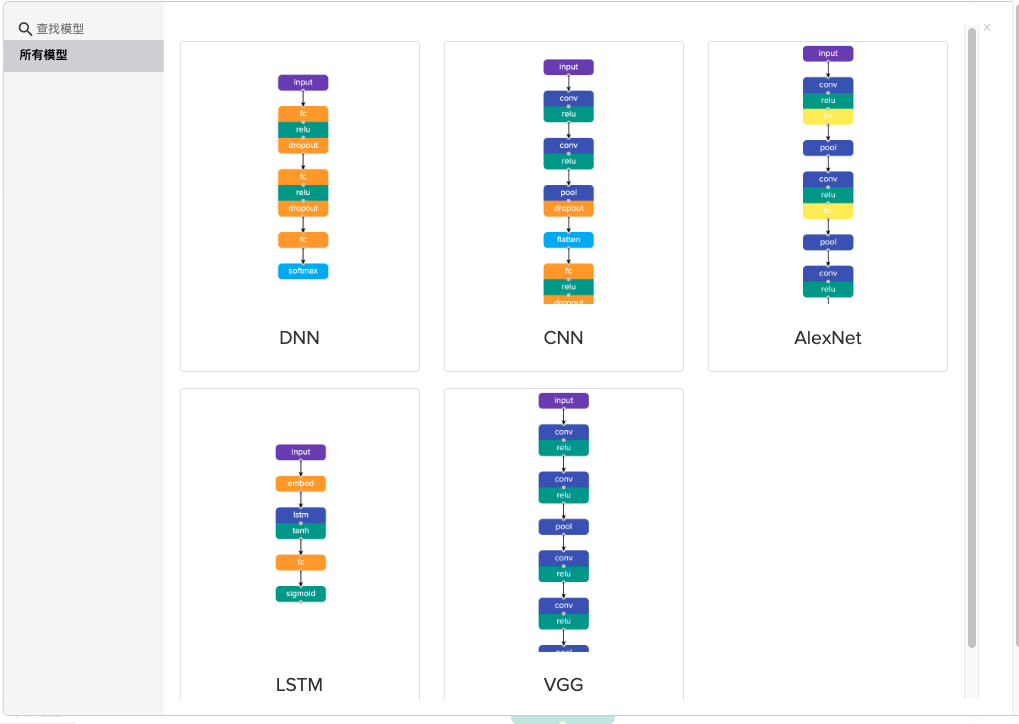 查找模型
所有模型
input
fc
relu
dropout
fc
relu
dropout
fc
softmax
DNN
input
conv
relu
conv
relu
pool
dropout
flatten
fc
relu
dropout
CNN
input
conv
relu
lrn
pool
conv
relu
lrn
pool
conv
relu
AlexNet
input
embed
lstm
tanh
fc
sigmoid
LSTM
input
conv
relu
conv
relu
pool
conv
relu
conv
relu
pool
VGG